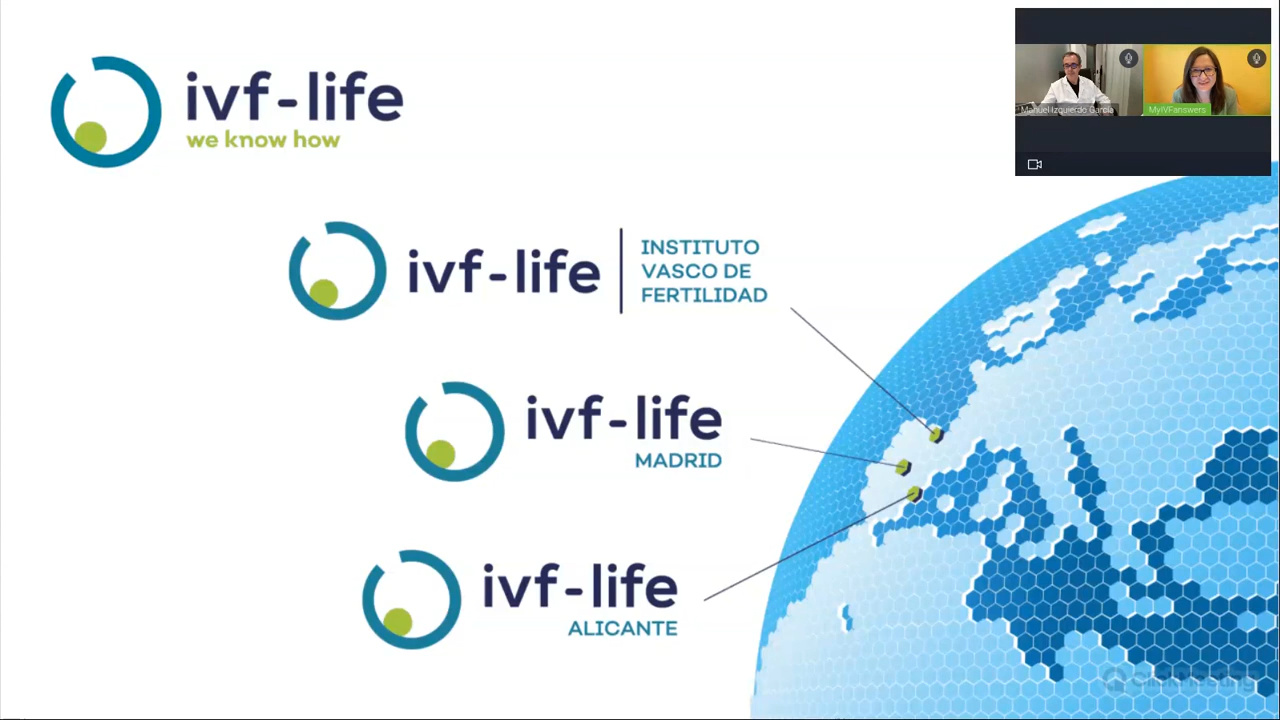 ivf-life
we know how
Manuel Izquierdo García
MyIVFanswers
ivf-life
INSTITUTO
VASCO DE
FERTILIDAD
ivf-life
MADRID
ivf-life
ALICANTE
ClickMeeting